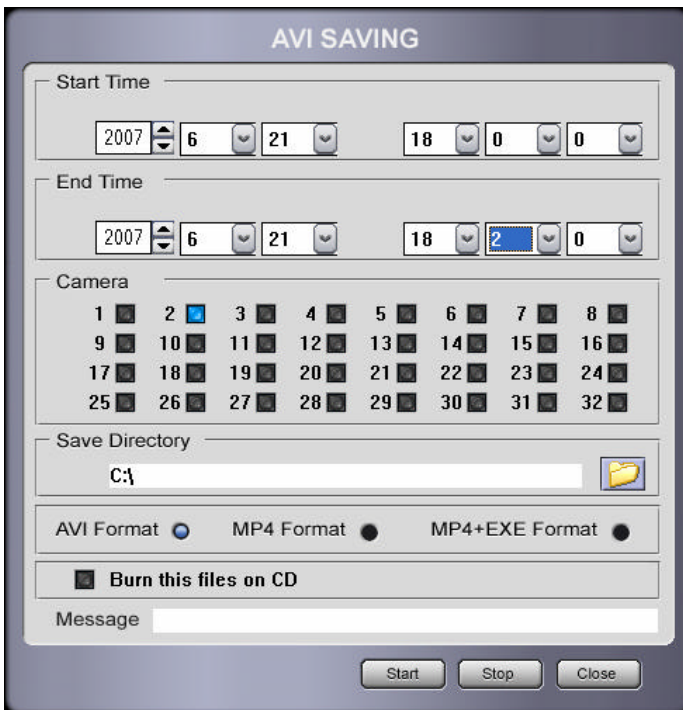 AVI SAVING
Start Time
2007 6 21 18 0 0
End Time
2007 6 21 18 2 0
Camera
1 2 3 4 5 6 7 8
9 10 11 12 13 14 15 16
17 18 19 20 21 22 23 24
25 26 27 28 29 30 31 32
Save Directory
C:\
AVI Format MP4 Format MP4+EXE Format
Burn this files on CD
Message
Start Stop Close